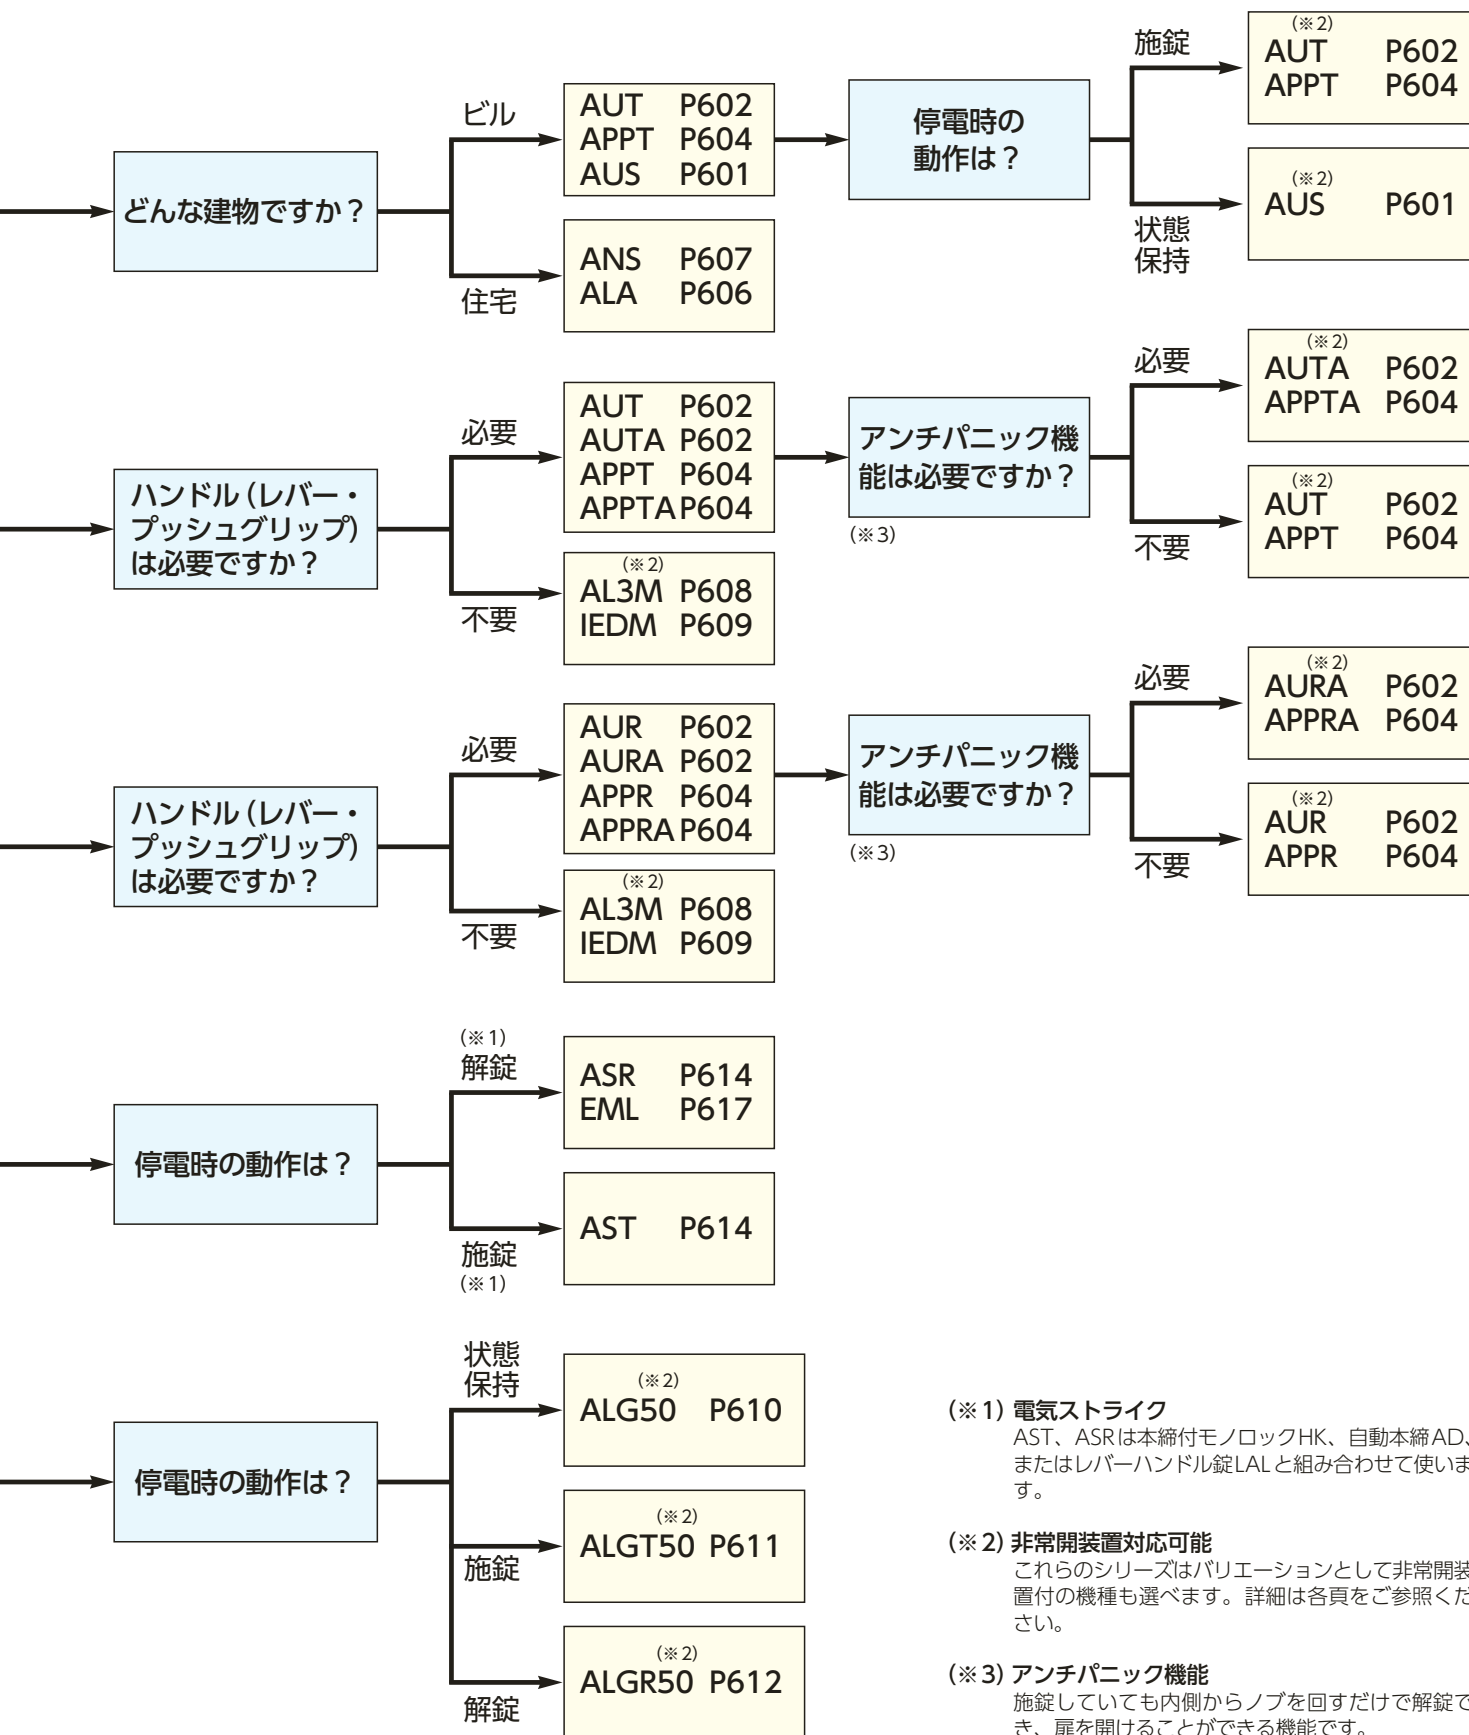 どんな建物ですか？
ビル
AUT P602
APPT P604
AUS P601
住宅
ANS P607
ALA P606
停電時の
動作は？
施錠
（※2）
AUT P602
APPT P604
状態
保持
（※2）
AUS P601
ハンドル（レバー・
プッシュグリップ）
は必要ですか？
必要
AUT P602
AUTA P602
APPT P604
APPTA P604
不要
（※2）
AL3M P608
IEDM P609
アンチパニック機
能は必要ですか？
（※3）
必要
（※2）
AUTA P602
APPTA P604
不要
（※2）
AUT P602
APPT P604
ハンドル（レバー・
プッシュグリップ）
は必要ですか？
必要
AUR P602
AURA P602
APPR P604
APPRA P604
不要
（※2）
AL3M P608
IEDM P609
アンチパニック機
能は必要ですか？
（※3）
必要
（※2）
AURA P602
APPRA P604
不要
（※2）
AUR P602
APPR P604
停電時の動作は？
（※1）
解錠
ASR P614
EML P617
施錠
（※1）
AST P614
停電時の動作は？
状態
保持
（※2）
ALG50 P610
施錠
（※2）
ALGT50 P611
解錠
（※2）
ALGR50 P612
（※1）電気ストライク
AST、ASRは本締付モノロックHK、自動本締AD、
またはレバーハンドル錠LALと組み合わせて使いま
す。
（※2）非常開装置対応可能
これらのシリーズはバリエーションとして非常開装
置付の機種も選べます。詳細は各頁をご参照くだ
さい。
（※3）アンチパニック機能
施錠していても内側からノブを回すだけで解錠で
き、扉を開けることができる機能です。